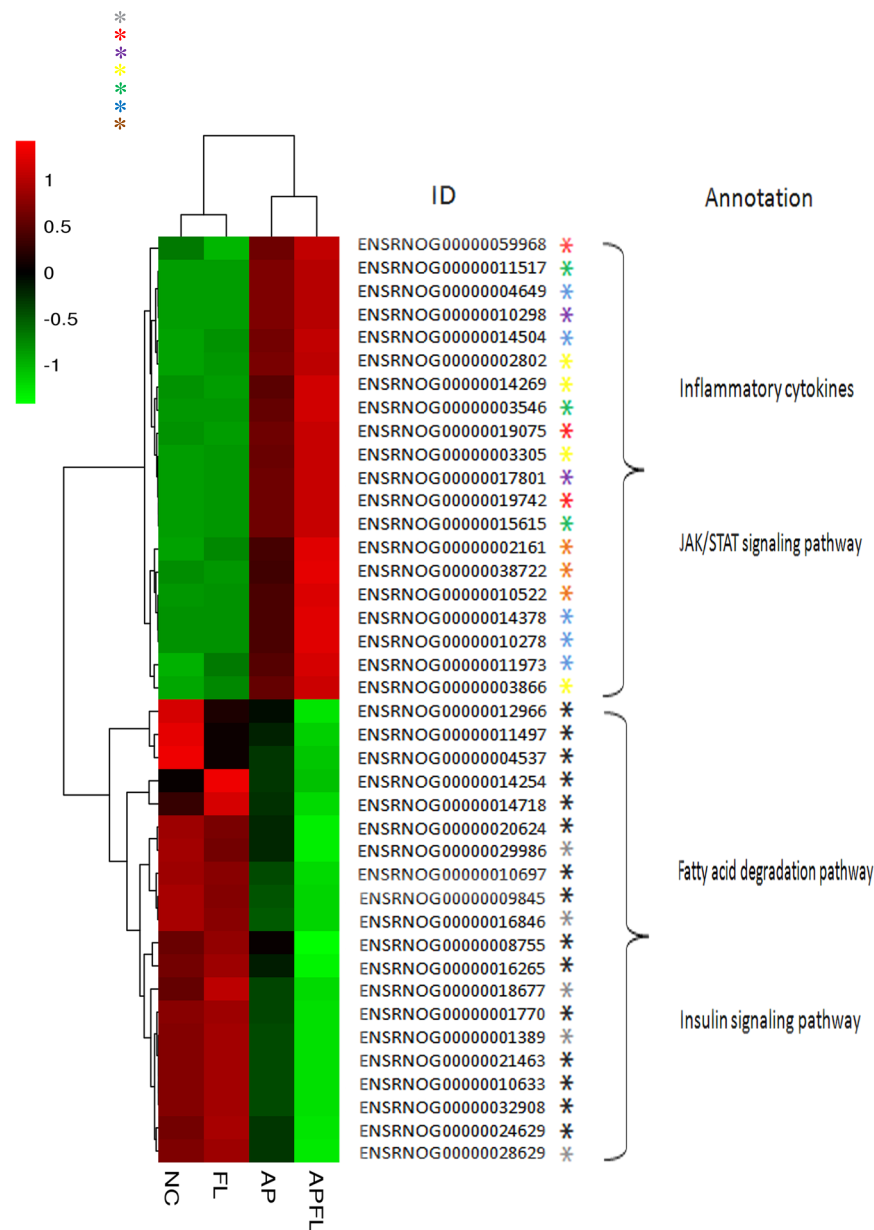 *
*
*
*
*
*
*
ID
Annotation
1
0.5
0
-0.5
-1
ENSRNOG00000059968 *
ENSRNOG00000011517 *
ENSRNOG00000004649 *
ENSRNOG00000010298 *
ENSRNOG00000014504 *
ENSRNOG00000002802 *
ENSRNOG00000014269 *
Inflammatory cytokines
ENSRNOG00000003546 *
ENSRNOG00000019075 *
ENSRNOG00000003305 *
ENSRNOG00000017801 *
ENSRNOG00000019742 *
ENSRNOG00000015615 *
ENSRNOG00000002161 *
JAK/STAT signaling pathway
ENSRNOG00000038722 *
ENSRNOG00000010522 *
ENSRNOG00000014378 *
ENSRNOG00000010278 *
ENSRNOG00000011973 *
ENSRNOG00000003866 *
ENSRNOG00000012966 *
ENSRNOG00000011497 *
ENSRNOG00000004537 *
ENSRNOG00000014254 *
ENSRNOG00000014718 *
ENSRNOG00000020624 *
ENSRNOG00000029986 *
ENSRNOG00000010697 *
Fatty acid degradation pathway
ENSRNOG00000009845 *
ENSRNOG00000016846 *
ENSRNOG00000008755 *
ENSRNOG00000016265 *
ENSRNOG00000018677 *
ENSRNOG00000001770 *
Insulin signaling pathway
ENSRNOG00000001389 *
ENSRNOG00000021463 *
ENSRNOG00000010633 *
ENSRNOG00000032908 *
ENSRNOG00000024629 *
ENSRNOG00000028629 *
NC
FL
AP
APFL